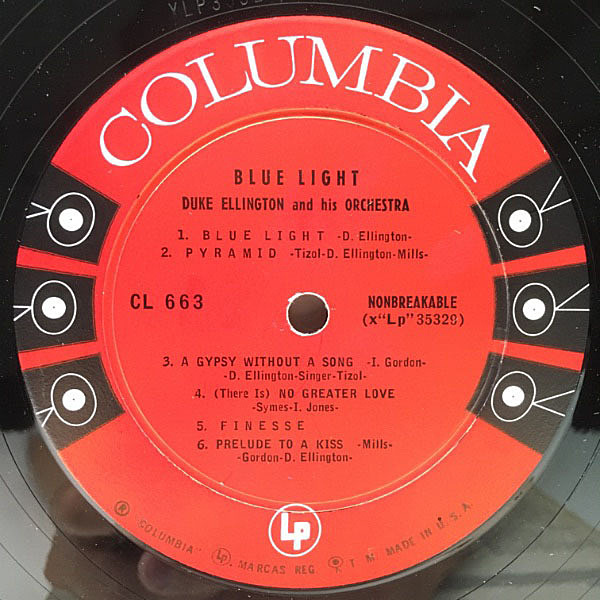 COLUMBIA
BLUE LIGHT
DUKE ELLINGTON and his ORCHESTRA
1. BLUE LIGHT -D. Ellington-
2. PYRAMID -Tizol-D. Ellington-Mills-
CL 663
NONBREAKABLE
(x"Lp"35329)
3. A GYPSY WITHOUT A SONG -I. Gordon-
-D. Ellington-Singer-Tizol-
4. (There Is) NO GREATER LOVE
-Symes-I. Jones-
5. FINESSE
6. PRELUDE TO A KISS -Mills-
-Gordon-D. Ellington-
Lp
® "COLUMBIA" Lp. MARCAS REG. T M MADE IN U. S. A.